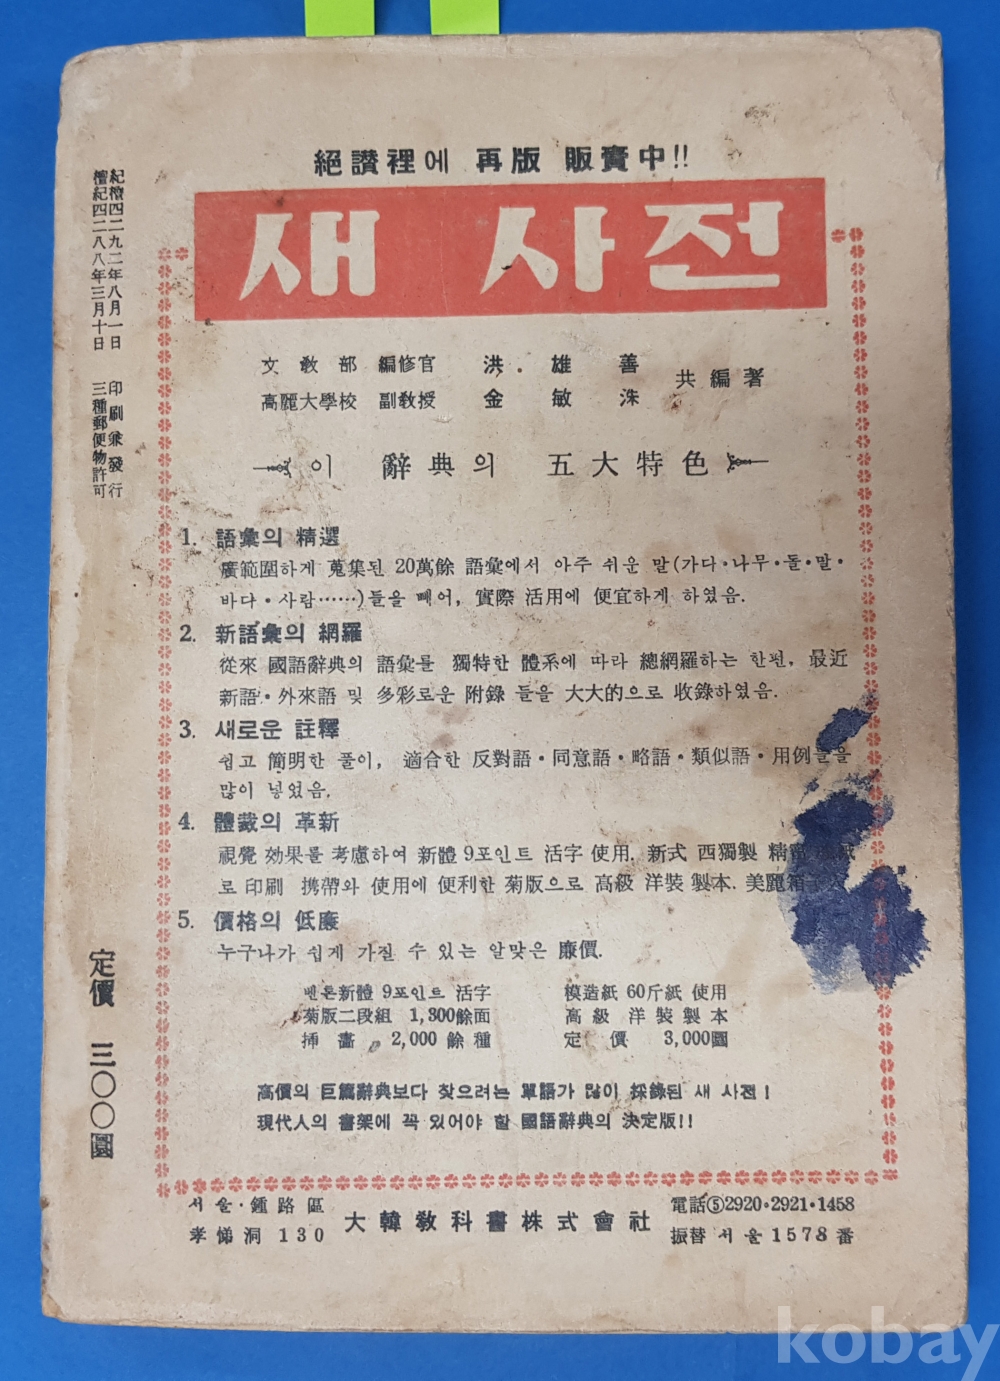 絕讚裡에 再版 販賣中!!
새 사전
文敎部 編修官 洪雄善
高麗大學校 副敎授 金敏洙
共編著
이 辭典의 五大特色
1. 語彙의 精選
廣範圍하게 蒐集된 20萬餘 語彙에서 아주 쉬운 말(가다・나무・돌・말・
바다・사람……)들을 빼어, 實際 活用에 便宜하게 하였음.
2. 新語彙의 網羅
從來 國語辭典의 語彙를 獨特한 體系에 따라 總網羅하는 한편, 最近
新語・外來語 및 多彩로운 附錄 들을 大大的으로 收錄하였음.
3. 새로운 註釋
쉽고 簡明한 풀이, 適合한 反對語・同意語・略語・類似語・用例들을
많이 넣었음.
4. 體裁의 革新
視覺 効果를 考慮하여 新體 9포인트 活字 使用. 新式 西獨製 精
로 印刷 携帶와 使用에 便利한 菊版으로 高級 洋裝 製本. 美麗箱
5. 價格의 低廉
누구나가 쉽게 가질 수 있는 알맞은 廉價.
벤톤新體 9포인트 活字
菊版二段組 1,300餘面
挿畵 2,000餘種
模造紙 60斤紙 使用
高級 洋裝製本
定價 3,000圜
高價의 巨篇辭典보다 찾으려는 單語가 많이 採錄된 새 사전!
現代人의 書架에 꼭 있어야 할 國語辭典의 決定版!!
서울・鍾路區
孝悌洞 130
大韓敎科書株式會社
電話⑤2920・2921・1458
振替 서울 1578番
紀檀四二九二年八月一日 印刷兼發行
檀紀四二八八年三月十日 三種郵便物許可
定價 三〇〇圜
kobay